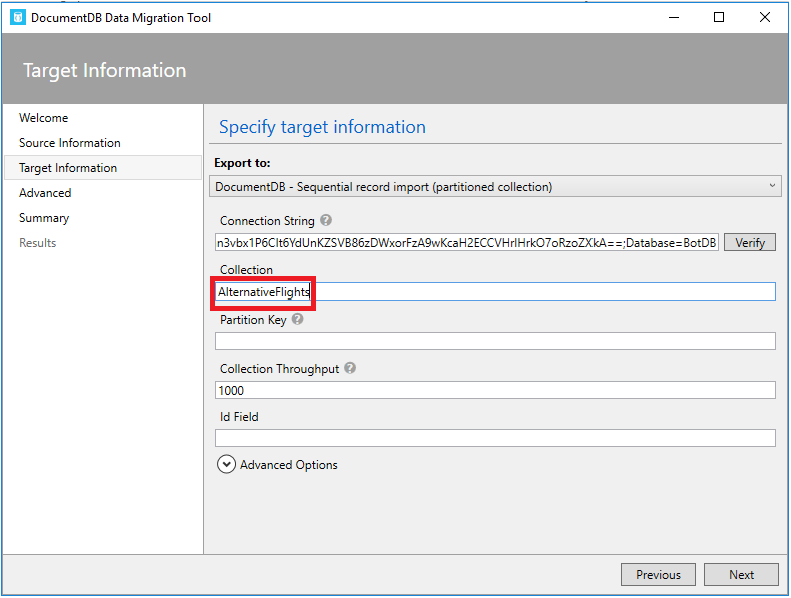 DocumentDB Data Migration Tool
Target Information
Welcome
Source Information
Target Information
Advanced
Summary
Results
Specify target information
Export to:
DocumentDB - Sequential record import (partitioned collection)
Connection String ?
n3vbx1P6CIt6YdUnKZSVB86zDWxorFzA9wKcaH2ECCVHrIHrkO7oRzoZXkA==;Database=BotDB Verify
Collection
AlternativeFlights
Partition Key ?
Collection Throughput ?
1000
Id Field
Advanced Options
Previous Next